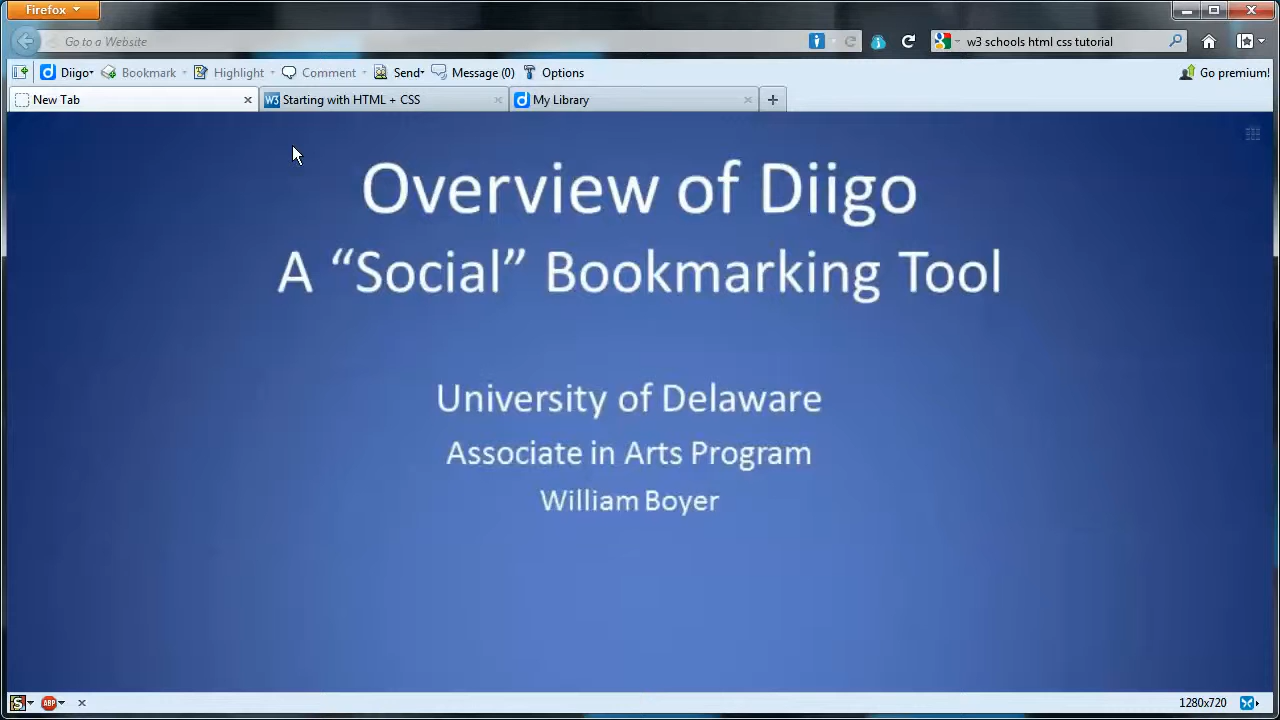 Firefox
Go to a Website
w3 schools html css tutorial
Diigo
Bookmark
Highlight
Comment
Send
Message (0)
Options
Go premium!
New Tab
W3 Starting with HTML + CSS
d My Library
Overview of Diigo
A “Social” Bookmarking Tool
University of Delaware
Associate in Arts Program
William Boyer
S
ABP
1280x720